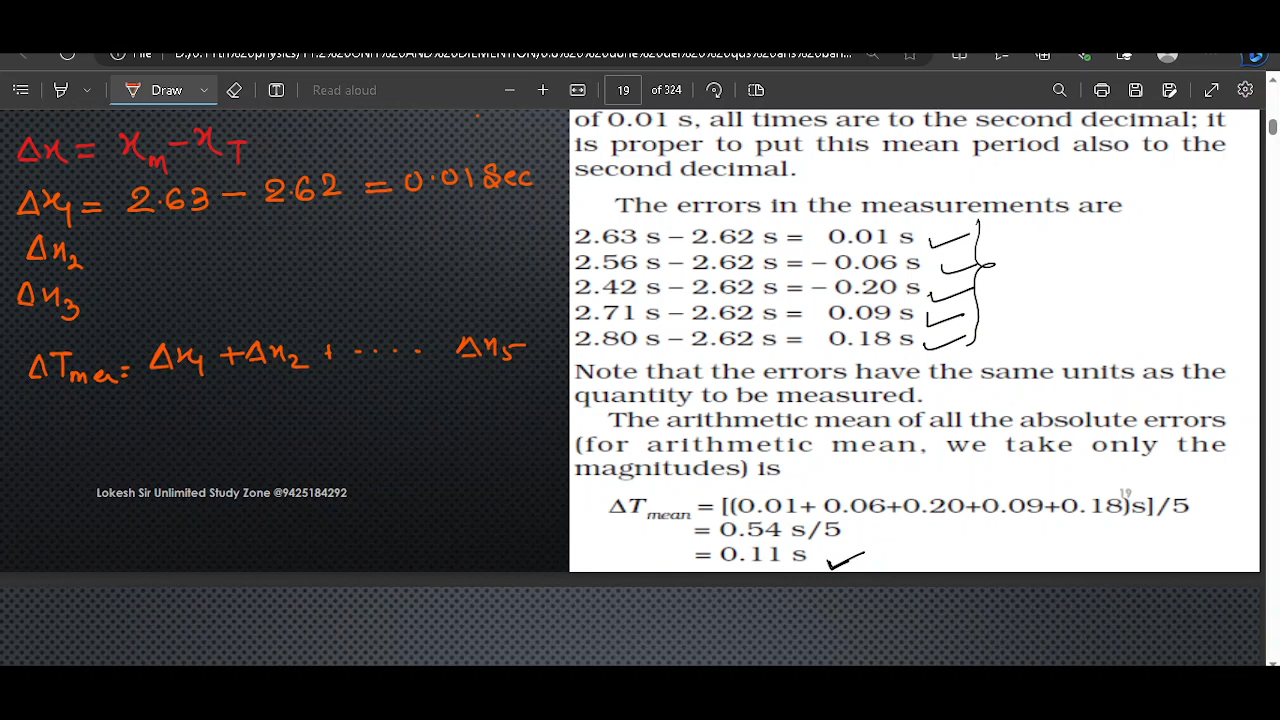 Draw
Read aloud
19 of 324
Δx = xm − xT
Δx1 = 2.63 − 2.62 = 0.01 Sec
Δx2
Δx3
ΔTmea = Δx1 + Δx2 + ..... Δx5
Lokesh Sir Unlimited Study Zone @9425184292
of 0.01 s, all times are to the second decimal; it
is proper to put this mean period also to the
second decimal.
The errors in the measurements are
2.63 s – 2.62 s = 0.01 s
2.56 s – 2.62 s = – 0.06 s
2.42 s – 2.62 s = – 0.20 s
2.71 s – 2.62 s = 0.09 s
2.80 s – 2.62 s = 0.18 s
Note that the errors have the same units as the
quantity to be measured.
The arithmetic mean of all the absolute errors
(for arithmetic mean, we take only the
magnitudes) is
19
ΔTmean = [(0.01+ 0.06+0.20+0.09+0.18)s]/5
= 0.54 s/5
= 0.11 s